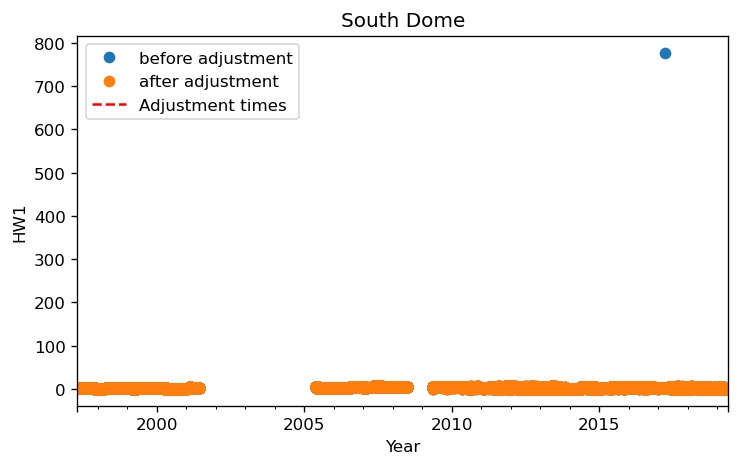 South Dome
800
700
600
500
400
300
200
100
0
HW1
before adjustment
after adjustment
Adjustment times
2000 2005 2010 2015
Year